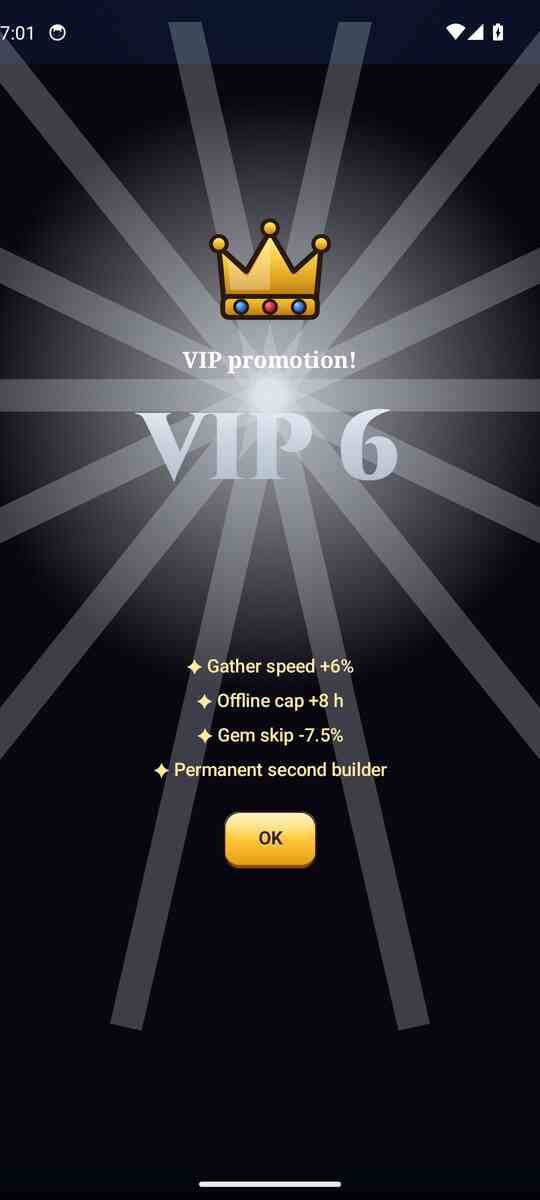 7:01
VIP promotion!
VIP 6
✦ Gather speed +6%
✦ Offline cap +8 h
✦ Gem skip -7.5%
✦ Permanent second builder
OK